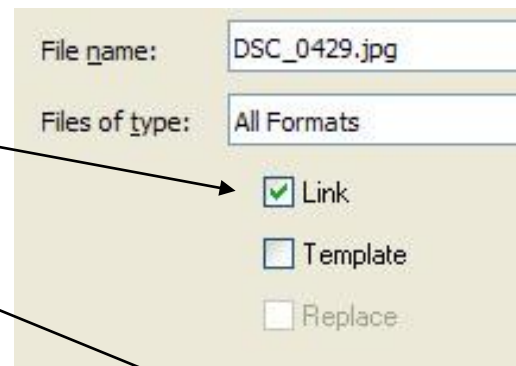 File name: DSC_0429.jpg
Files of type: All Formats
Link
Template
Replace